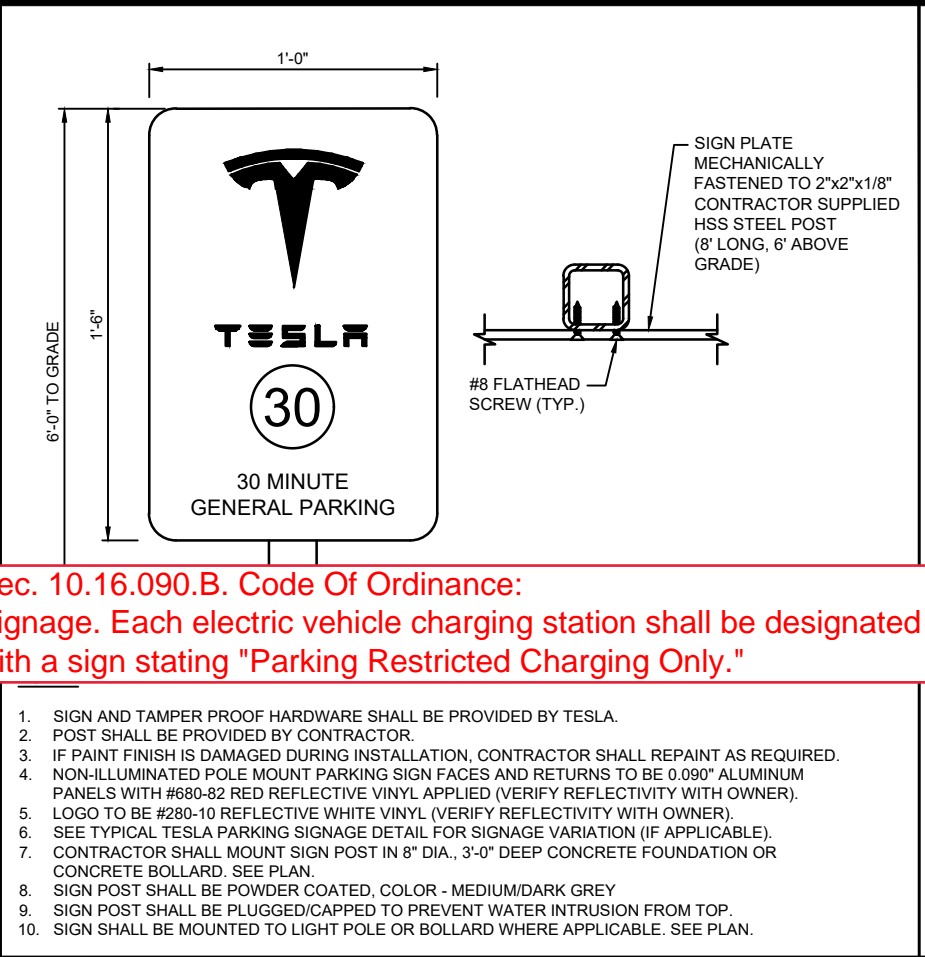 1'-0"
6'-0" TO GRADE
1'-6"
TESLA
30
30 MINUTE
GENERAL PARKING
SIGN PLATE
MECHANICALLY
FASTENED TO 2"x2"x1/8"
CONTRACTOR SUPPLIED
HSS STEEL POST
(8' LONG, 6' ABOVE
GRADE)
#8 FLATHEAD
SCREW (TYP.)
ec. 10.16.090.B. Code Of Ordinance:
ignage. Each electric vehicle charging station shall be designated
ith a sign stating "Parking Restricted Charging Only."
1. SIGN AND TAMPER PROOF HARDWARE SHALL BE PROVIDED BY TESLA.
2. POST SHALL BE PROVIDED BY CONTRACTOR.
3. IF PAINT FINISH IS DAMAGED DURING INSTALLATION, CONTRACTOR SHALL REPAINT AS REQUIRED.
4. NON-ILLUMINATED POLE MOUNT PARKING SIGN FACES AND RETURNS TO BE 0.090" ALUMINUM
PANELS WITH #680-82 RED REFLECTIVE VINYL APPLIED (VERIFY REFLECTIVITY WITH OWNER).
5. LOGO TO BE #280-10 REFLECTIVE WHITE VINYL (VERIFY REFLECTIVITY WITH OWNER).
6. SEE TYPICAL TESLA PARKING SIGNAGE DETAIL FOR SIGNAGE VARIATION (IF APPLICABLE).
7. CONTRACTOR SHALL MOUNT SIGN POST IN 8" DIA., 3'-0" DEEP CONCRETE FOUNDATION OR
CONCRETE BOLLARD. SEE PLAN.
8. SIGN POST SHALL BE POWDER COATED, COLOR - MEDIUM/DARK GREY
9. SIGN POST SHALL BE PLUGGED/CAPPED TO PREVENT WATER INTRUSION FROM TOP.
10. SIGN SHALL BE MOUNTED TO LIGHT POLE OR BOLLARD WHERE APPLICABLE. SEE PLAN.